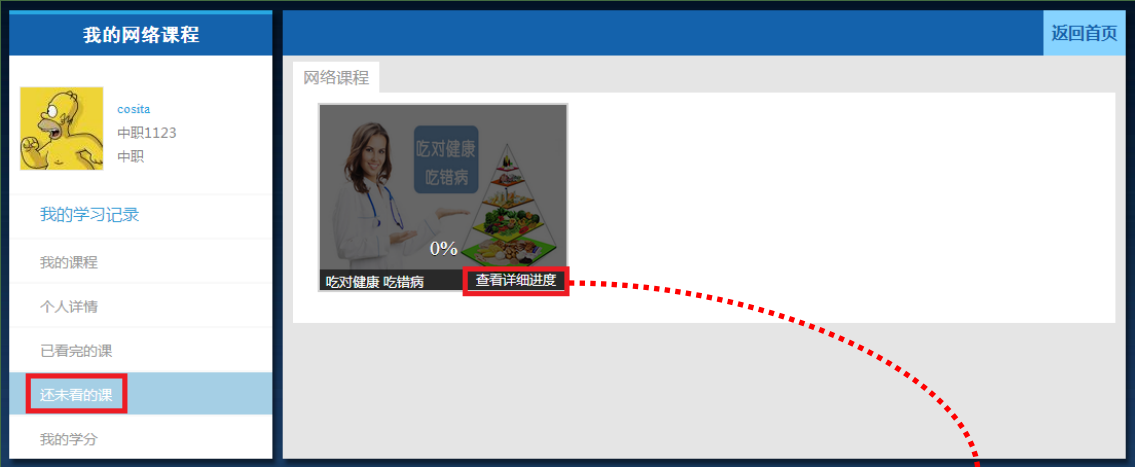 我的网络课程
返回首页
cosita
中职1123
中职
我的学习记录
我的课程
个人详情
已看完的课
还未看的课
我的学分
网络课程
吃对健康
吃错病
0%
吃对健康 吃错病
查看详细进度